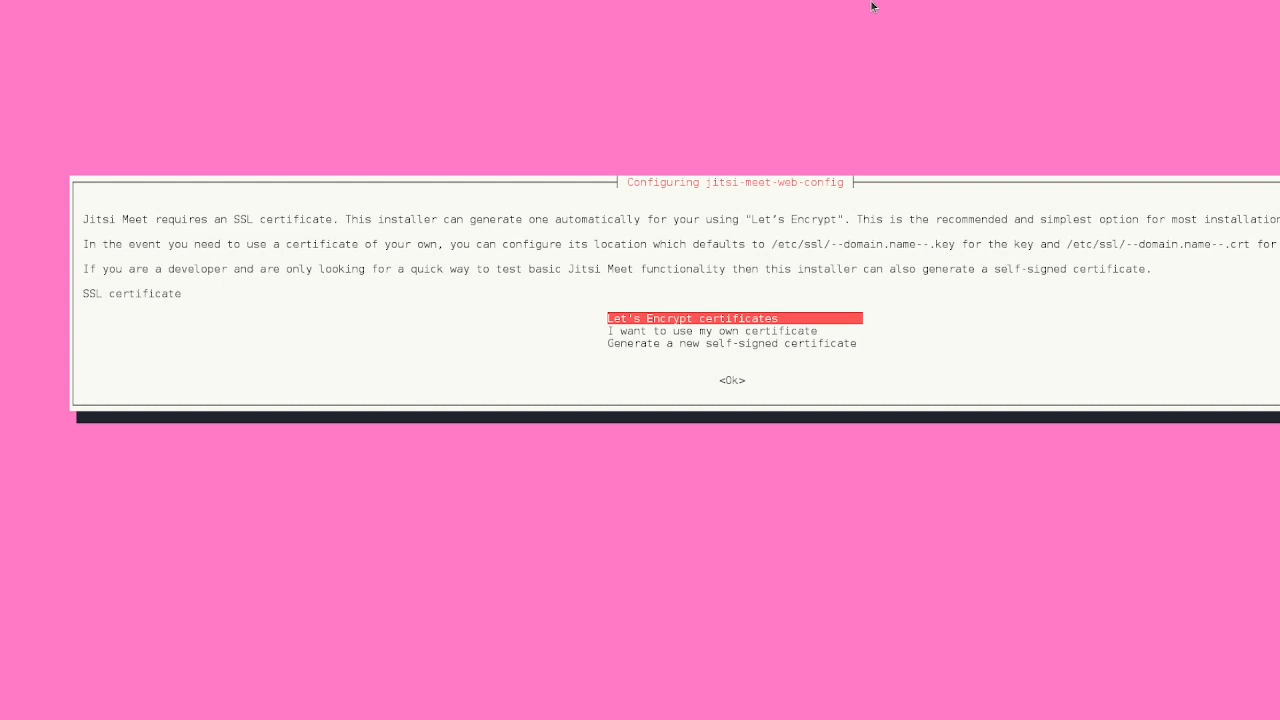 Configuring jitsi-meet-web-config
Jitsi Meet requires an SSL certificate. This installer can generate one automatically for your using "Let’s Encrypt". This is the recommended and simplest option for most installation
In the event you need to use a certificate of your own, you can configure its location which defaults to /etc/ssl/--domain.name--.key for the key and /etc/ssl/--domain.name--.crt for
If you are a developer and are only looking for a quick way to test basic Jitsi Meet functionality then this installer can also generate a self-signed certificate.
SSL certificate
Let's Encrypt certificates
I want to use my own certificate
Generate a new self-signed certificate
<Ok>